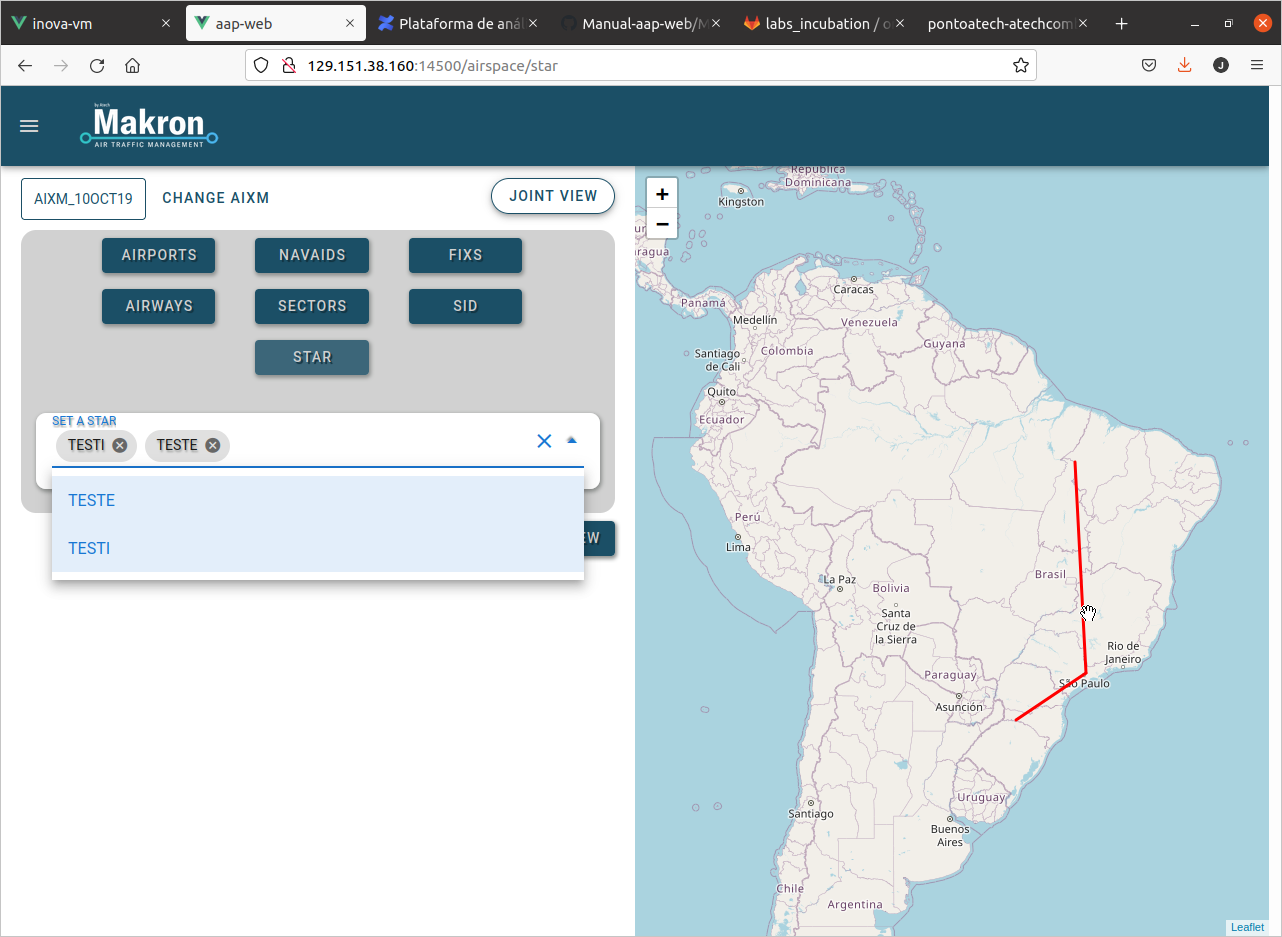 inova-vm
aap-web
Plataforma de aná
Manual-aap-web/M
labs_incubation / o
pontoatech-atechcoml
129.151.38.160:14500/airspace/star
J
by Atech
Makron
AIR TRAFFIC MANAGEMENT
AIXM_10OCT19
CHANGE AIXM
JOINT VIEW
AIRPORTS
NAVAIDS
FIXS
AIRWAYS
SECTORS
SID
STAR
SET A STAR
TESTI
TESTE
TESTE
TESTI
EW
+
−
República
Dominicana
Kingston
ragua
Caracas
Panamá
Medellín
Venezuela
Guyana
Santiago
de Cali
Colombia
Quito
Ecuador
Perú
Lima
Brasil
La Paz
Bolivia
Santa
Cruz de
la Sierra
Rio de
Janeiro
Paraguay
São Paulo
Asunción
Uruguay
Santiago
Buenos
Aires
Chile
Argentina
Leaflet